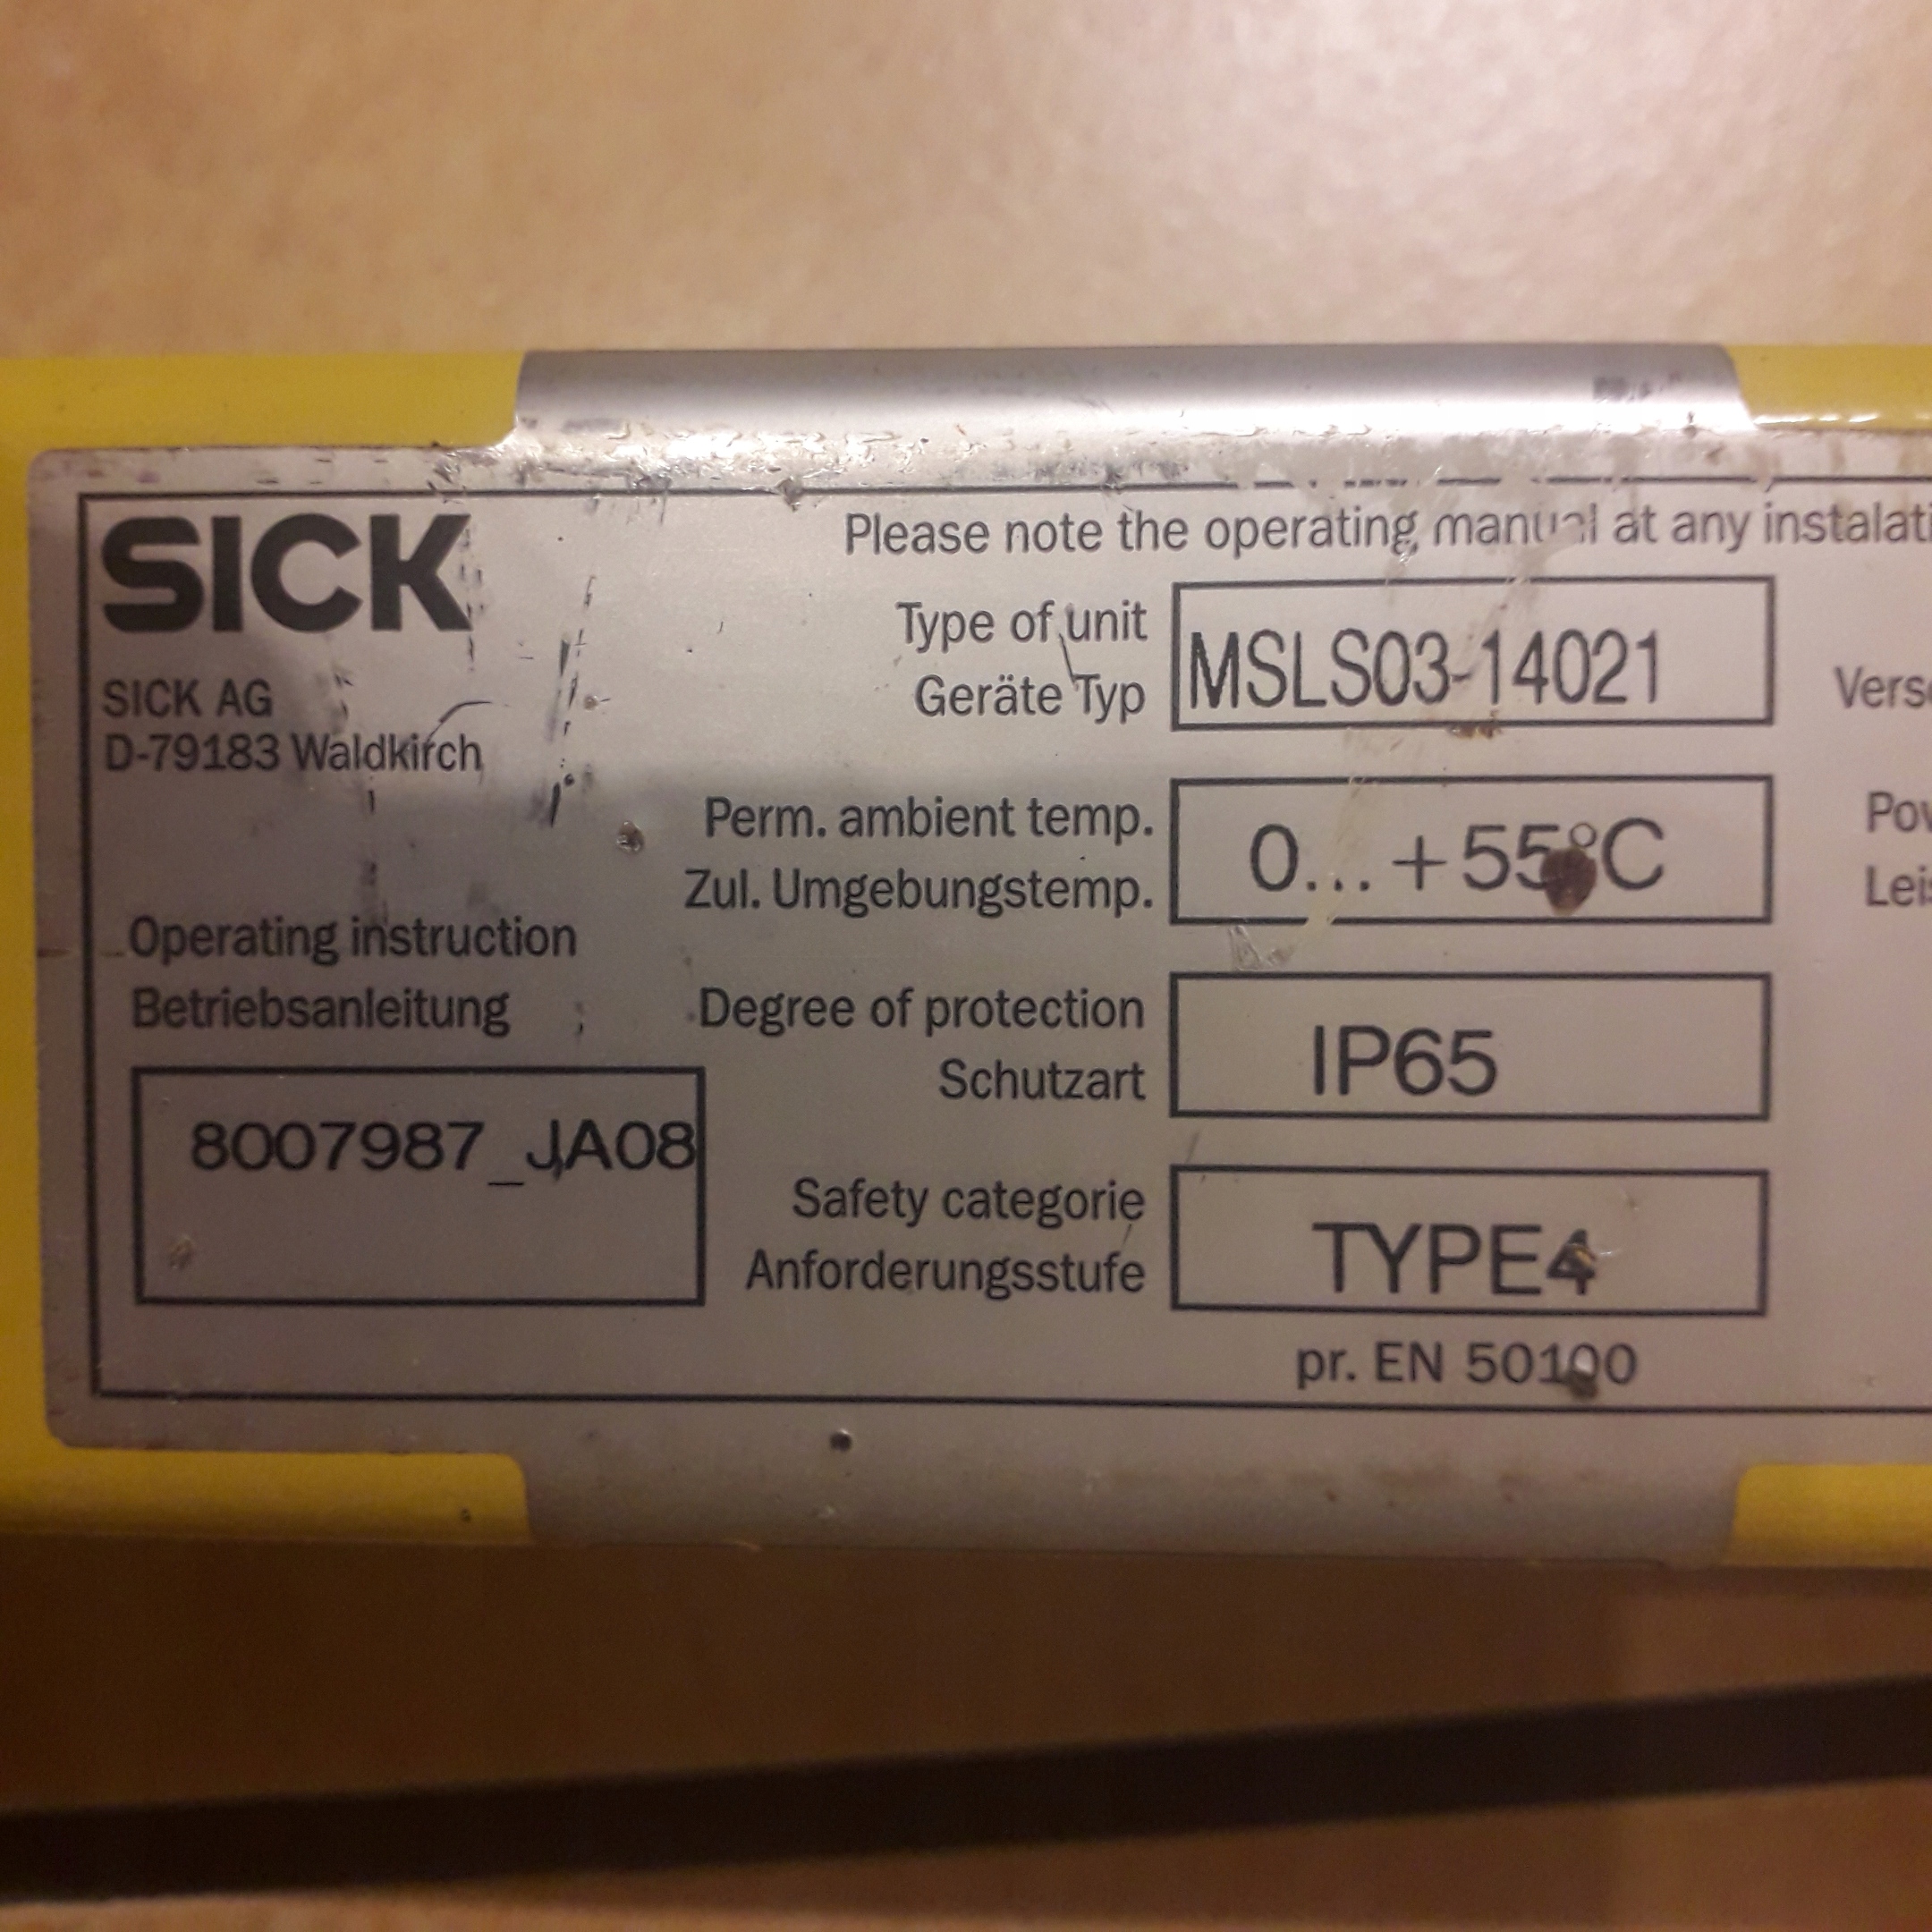 SICK
SICK AG
D-79183 Waldkirch
Operating instruction
Betriebsanleitung
8007987_JA08
Please note the operating manual at any instalati
Type of unit
Geräte Typ
MSLS03-14021
Perm. ambient temp.
Zul. Umgebungstemp.
0...+55°C
Degree of protection
Schutzart
IP65
Safety categorie
Anforderungsstufe
TYPE4
pr. EN 50100
Vers
Pow
Leis